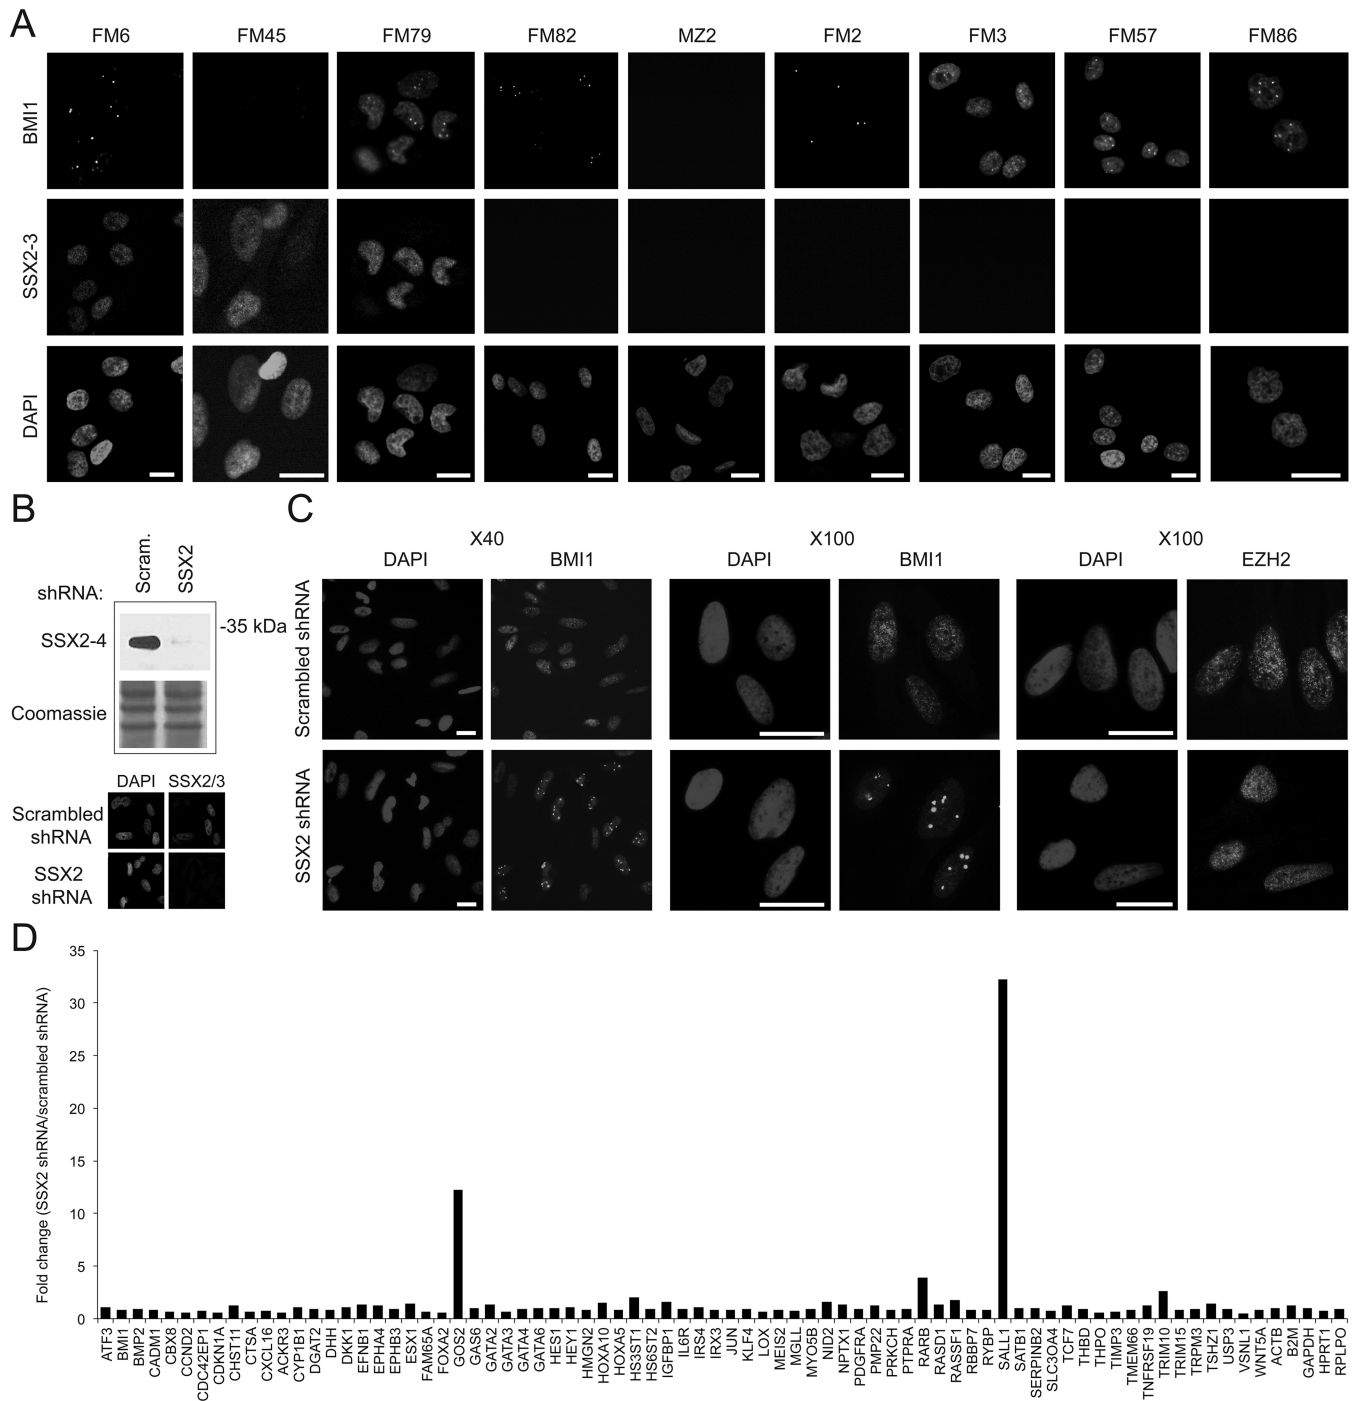 A
FM6 FM45 FM79 FM82 MZ2 FM2 FM3 FM57 FM86
BMI1
SSX2-3
DAPI
B
shRNA: Scram. SSX2
-35 kDa
SSX2-4
Coomassie
DAPI SSX2/3
Scrambled
shRNA
SSX2
shRNA
C
X40 X100 X100
DAPI BMI1 DAPI BMI1 DAPI EZH2
Scrambled shRNA
SSX2 shRNA
D
Fold change (SSX2 shRNA/scrambled shRNA)
35
30
25
20
15
10
5
0
ATF3 BMI1 BMP2 CADM1 CBX8 CCND2 CDC42EP1 CDKN1A CHST11 CTSA CXCL16 ACKR3 CYP1B1 DGAT2 DHH DKK1 EFNB1 EPHA4 EPHB3 ESX1 FAM65A FOXA2 GOS2 GAS6 GATA2 GATA3 GATA4 GATA6 HES1 HEY1 HMGN2 HOXA10 HOXA5 HS3ST1 HS6ST2 IGFBP1 IL6R IRS4 IRX3 JUN KLF4 LOX MEIS2 MGLL MYO5B NID2 NPTX1 PDGFRA PMP22 PRKCH PTPRA RARB RASD1 RASSF1 RBBP7 RYBP SALL1 SATB1 SERPINB2 SLC3OA4 TCF7 THBD THPO TIMP3 TMEM66 TNFRSF19 TRIM10 TRIM15 TRPM3 TSHZ1 USP3 VSNL1 WNT5A ACTB B2M GAPDH HPRT1 RPLPO